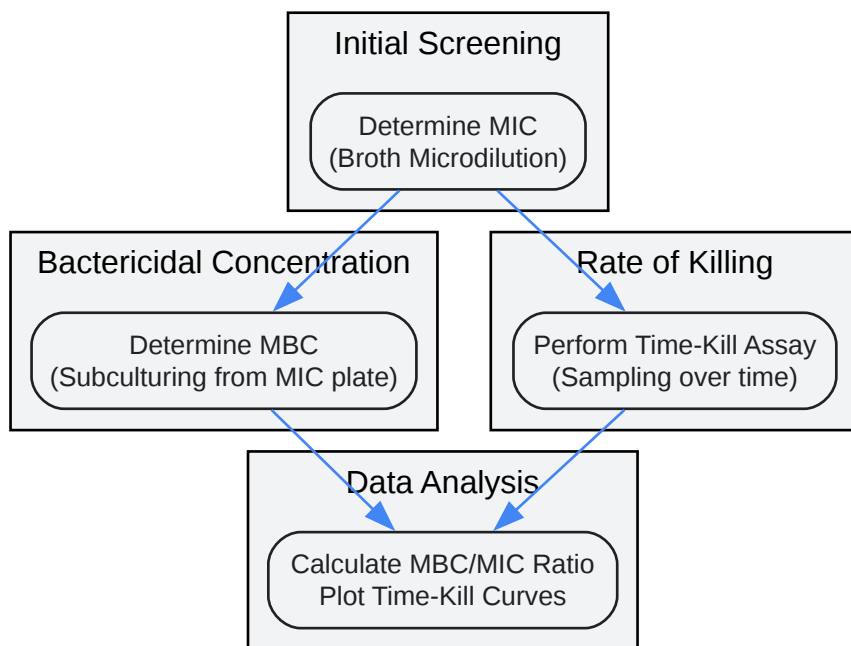 Initial Screening
Determine MIC
(Broth Microdilution)
Bactericidal Concentration
Determine MBC
(Subculturing from MIC plate)
Rate of Killing
Perform Time-Kill Assay
(Sampling over time)
Data Analysis
Calculate MBC/MIC Ratio
Plot Time-Kill Curves